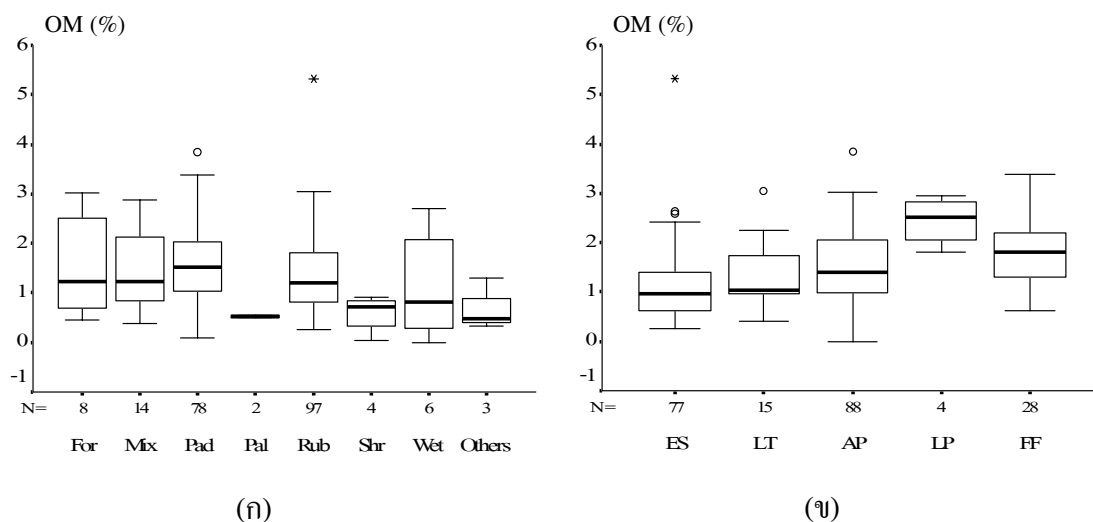 OM (%)
6
5
4
3
2
1
0
-1
N= 8 14 78 2 97 4 6 3
For Mix Pad Pal Rub Shr Wet Others
(ก)
OM (%)
6
5
4
3
2
1
0
-1
77 15 88 4 28
ES LT AP LP FF
(ข)